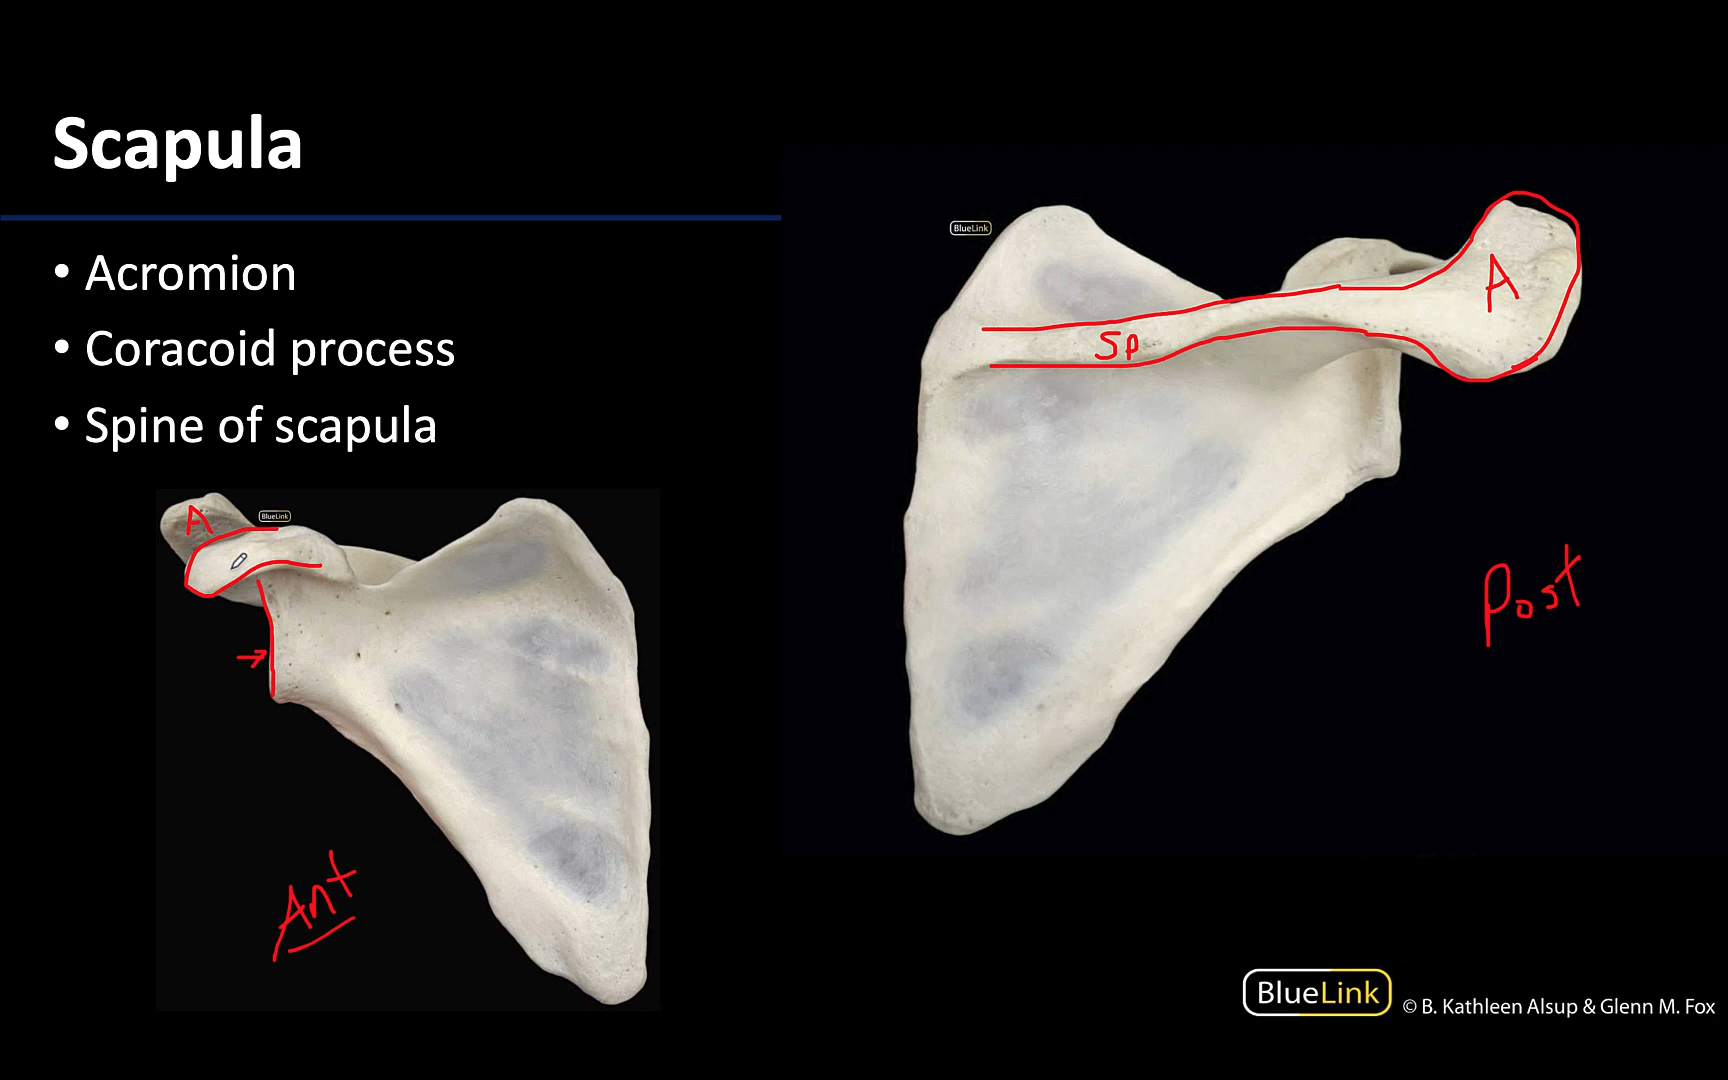 Scapula
• Acromion
• Coracoid process
• Spine of scapula
BlueLink
A
Ant
BlueLink
A
Sp
Post
BlueLink
© B. Kathleen Alsup & Glenn M. Fox